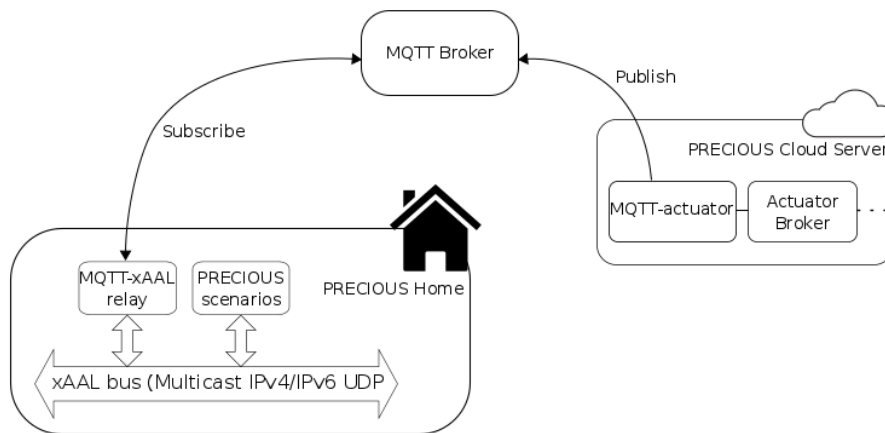 MQTT Broker
Publish
Subscribe
PRECIOUS Cloud Server
MQTT-actuator
Actuator
Broker
MQTT-xAAL
relay
PRECIOUS
scenarios
PRECIOUS Home
xAAL bus (Multicast IPv4/IPv6 UDP